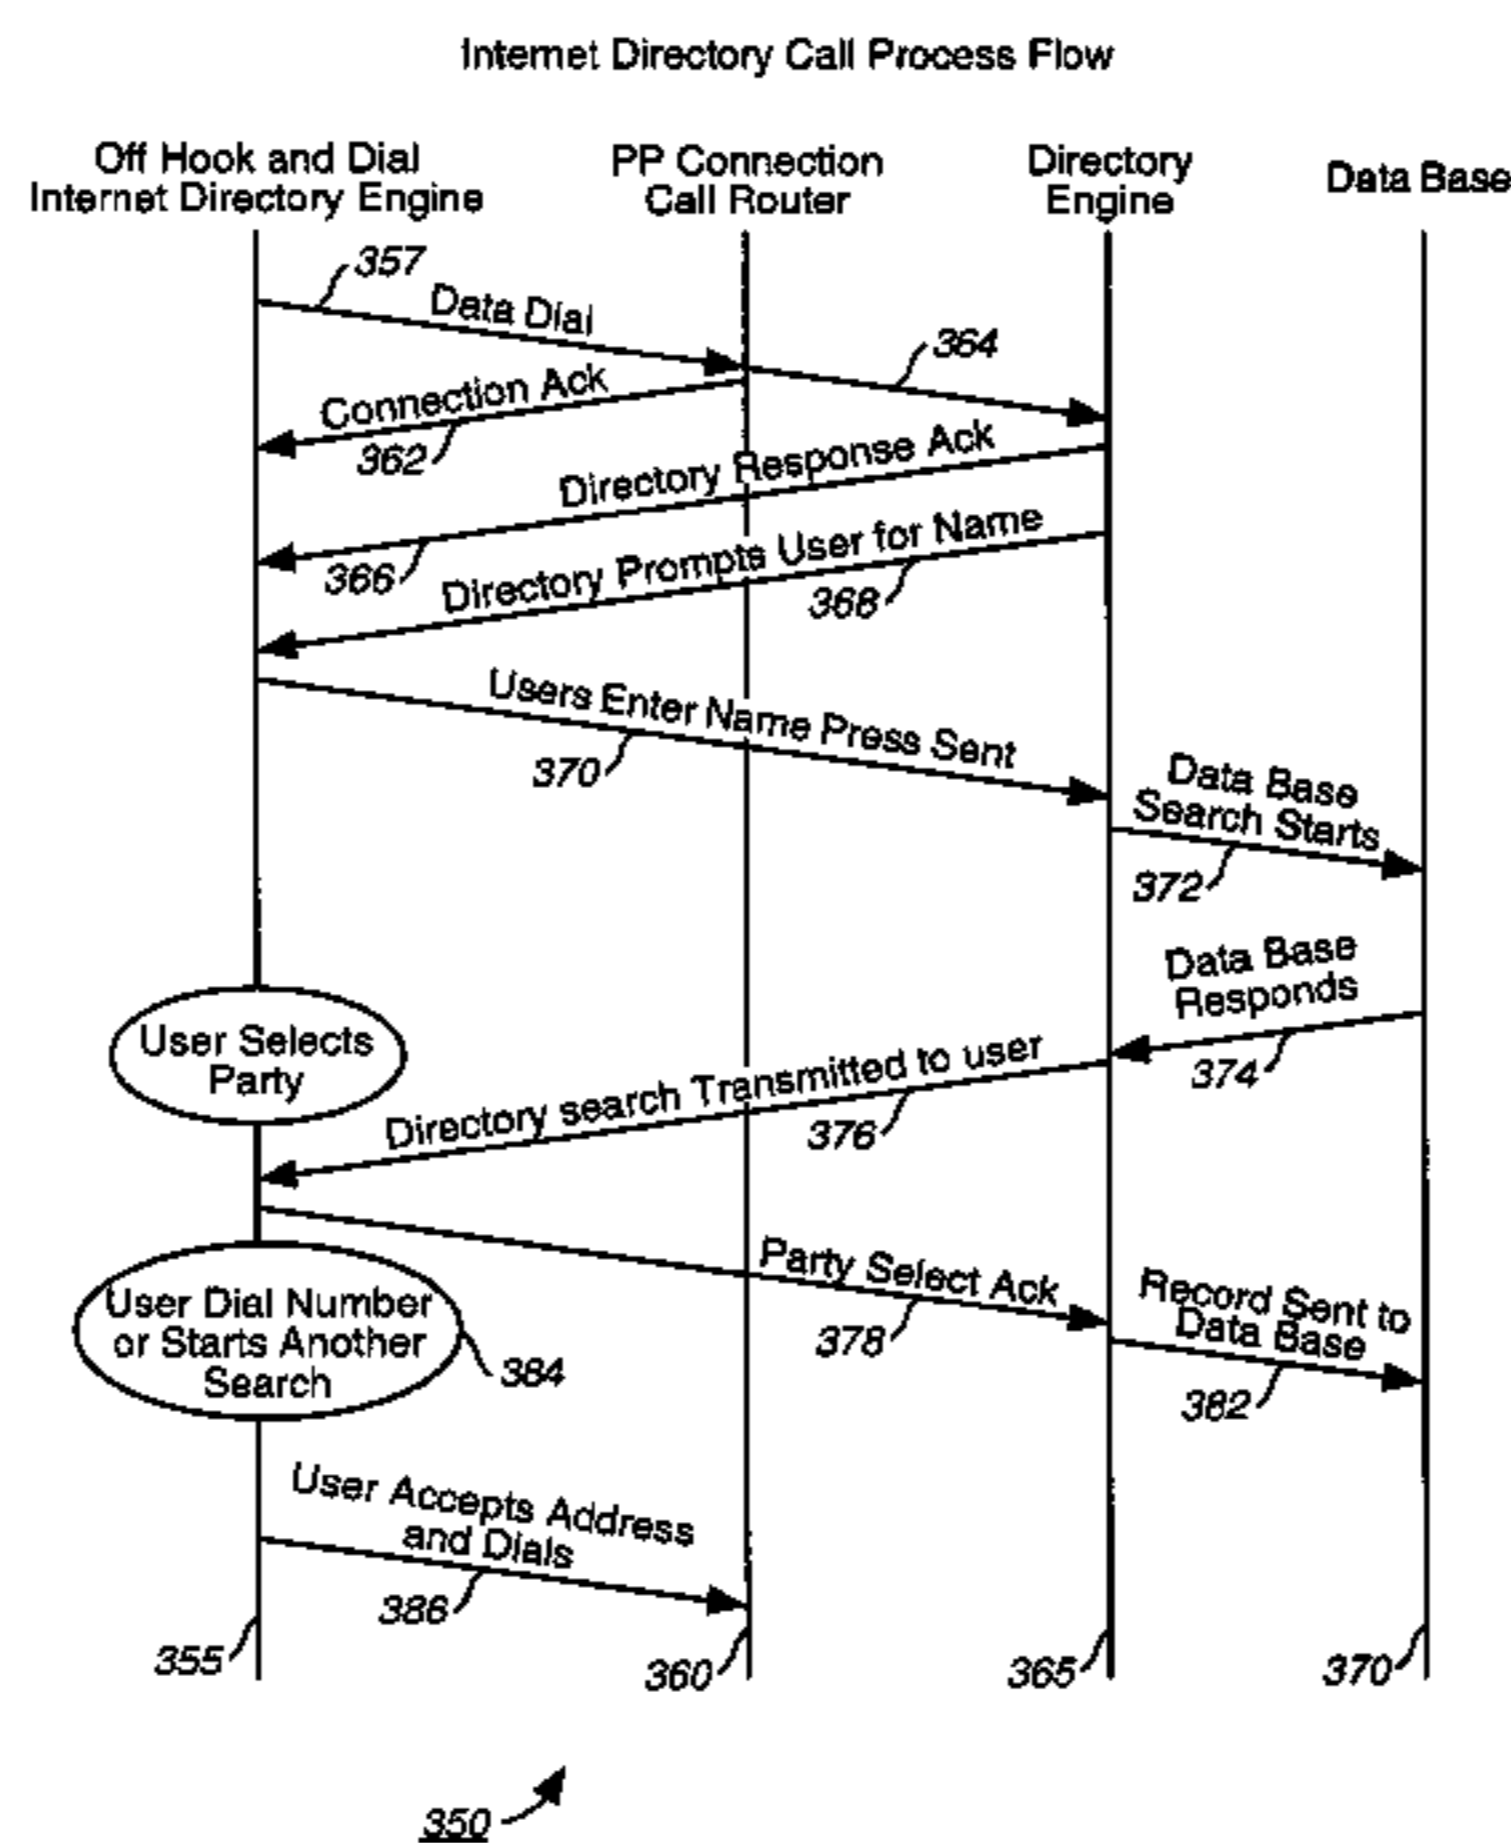 Internet Directory Call Process Flow
Off Hook and Dial
Internet Directory Engine
PP Connection
Call Router
Directory
Engine
Data Base
357
Data Dial
364
Connection Ack
362
Directory Response Ack
366
Directory Prompts User for Name
368
Users Enter Name Press Sent
370
Data Base
Search Starts
372
Data Base
Responds
374
User Selects
Party
Directory search Transmitted to user
376
Party Select Ack
378
Record Sent to
Data Base
382
User Dial Number
or Starts Another
Search
384
User Accepts Address
and Dials
386
355
360
365
370
350